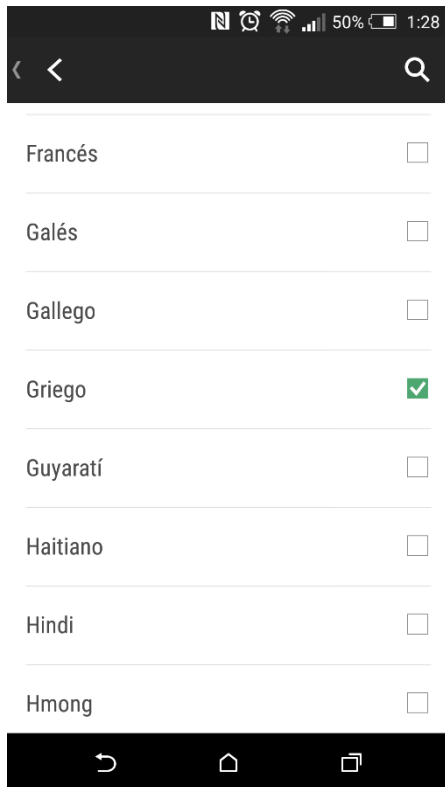 50% 1:28
Francés
Galés
Gallego
Griego
Guyaratí
Haitiano
Hindi
Hmong